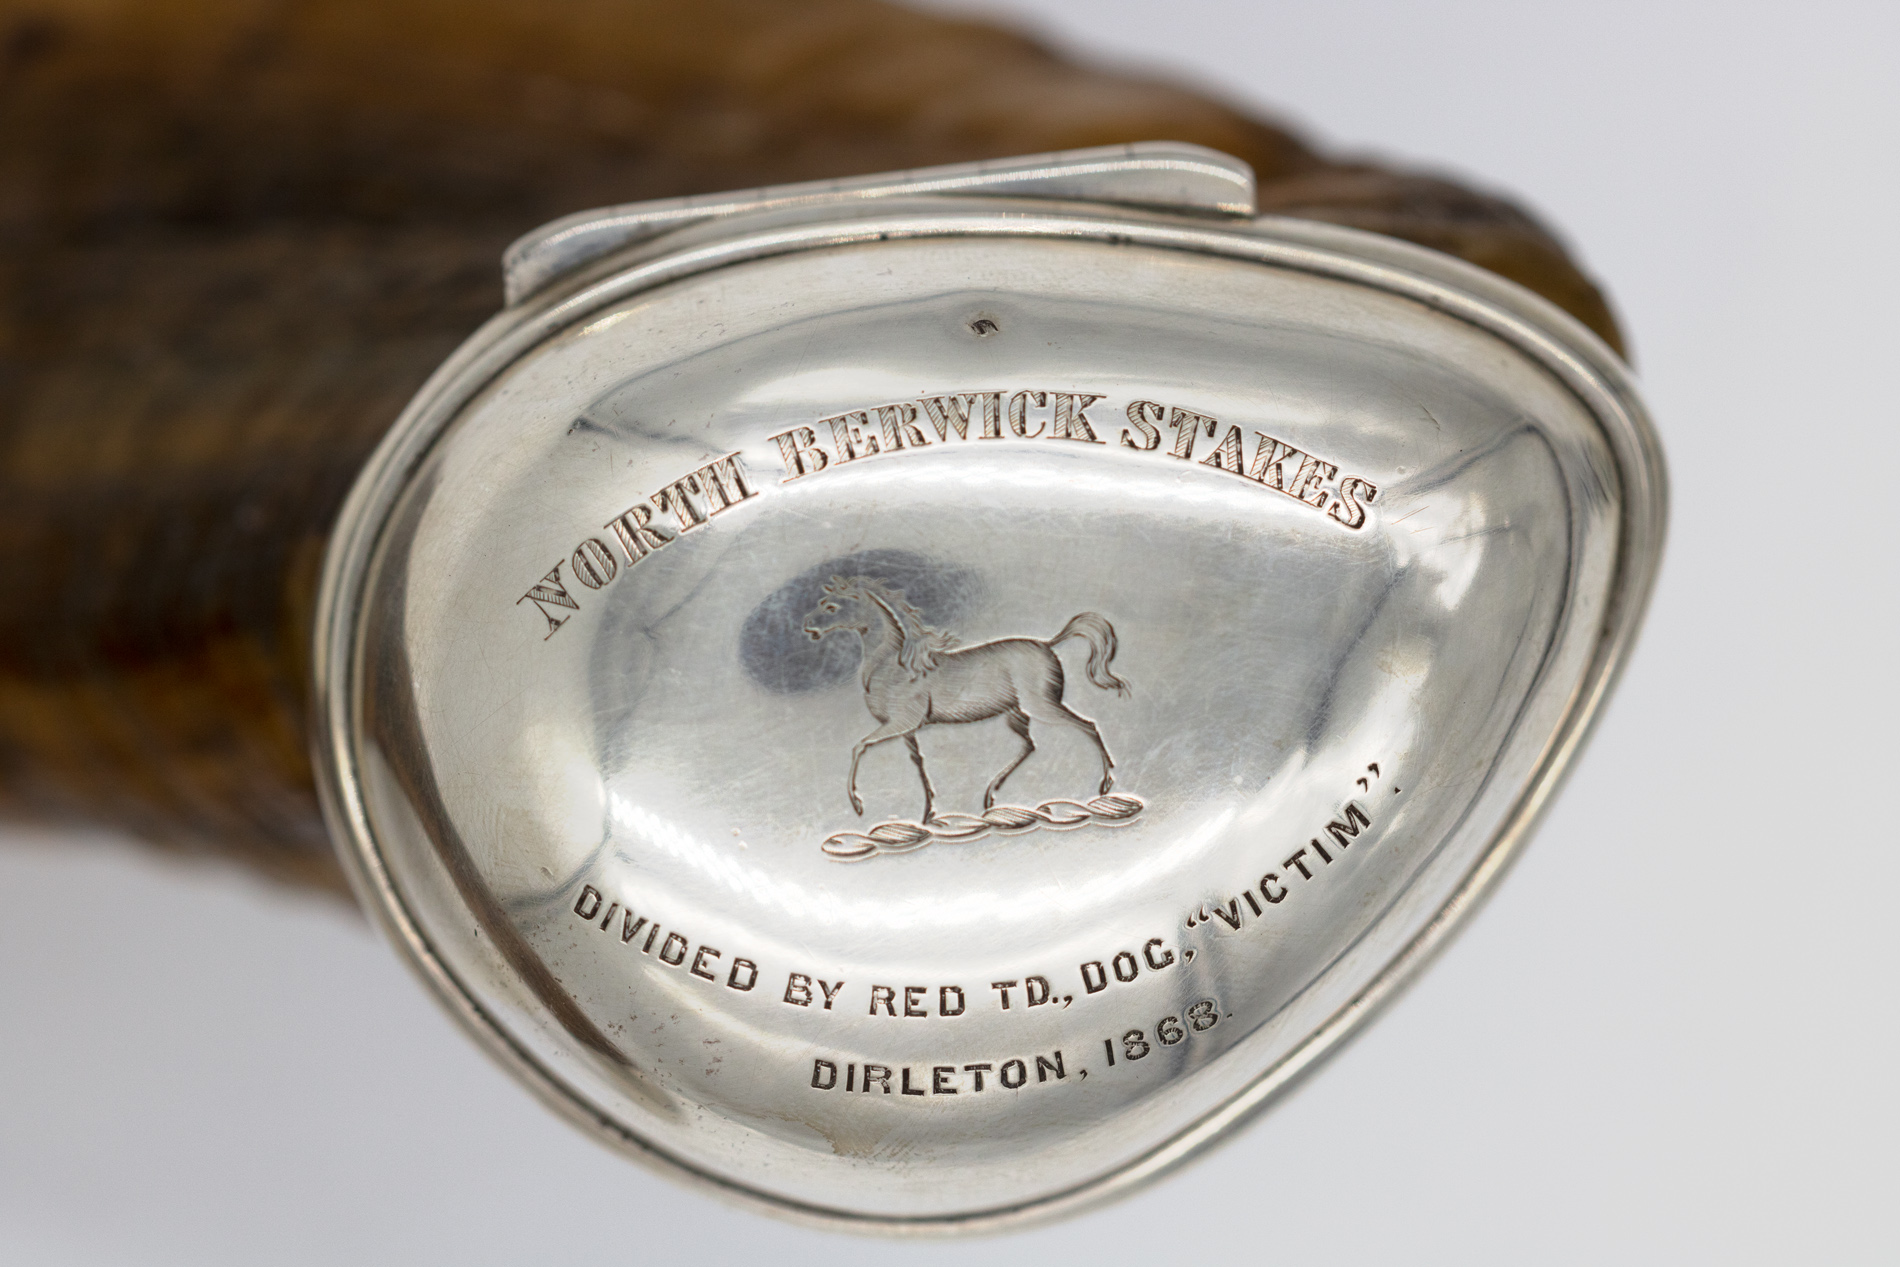 NORTH BERWICK STAKES
DIVIDED BY RED TD., DOG, “VICTIM”.
DIRLETON, 1868.